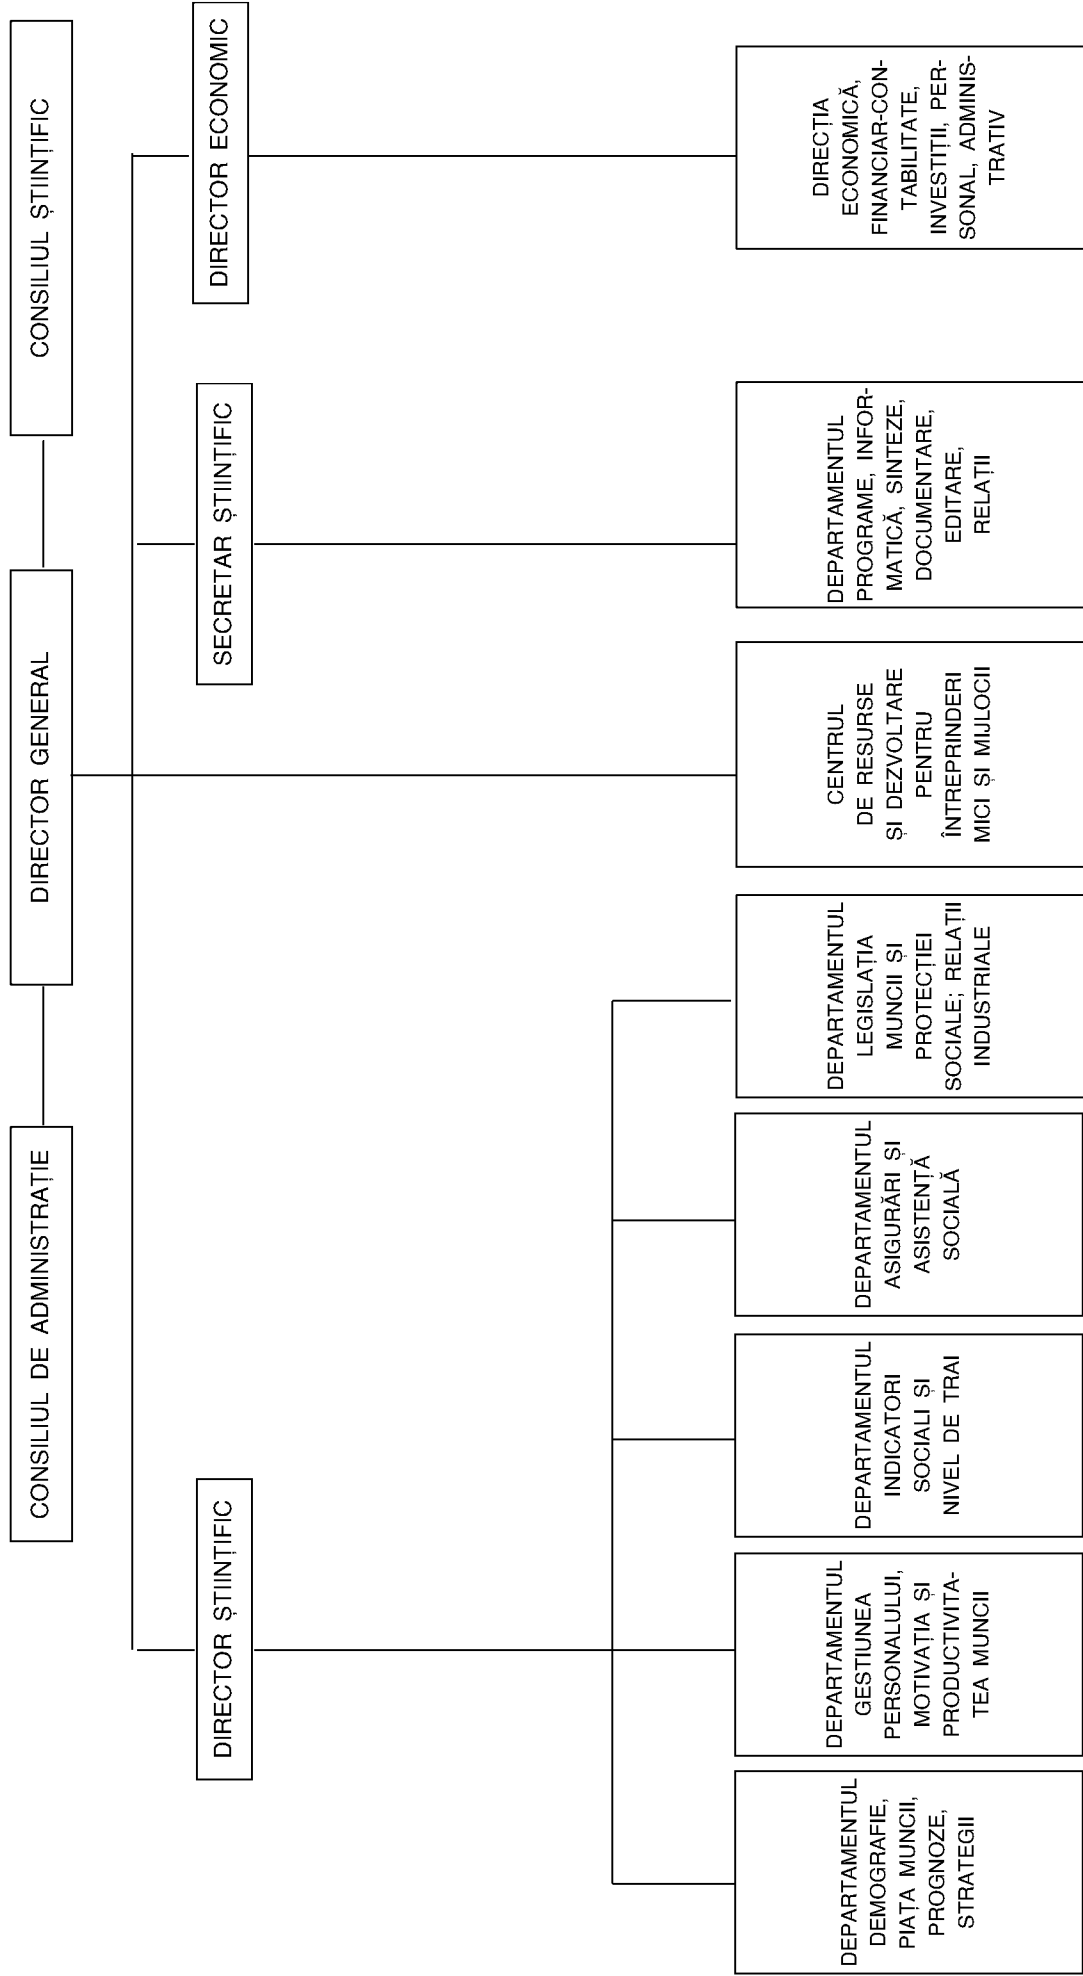 CONSILIUL DE ADMINISTRAȚIE
DIRECTOR GENERAL
CONSILIUL ȘTIINȚIFIC
DIRECTOR ȘTIINȚIFIC
SECRETAR ȘTIINȚIFIC
DIRECTOR ECONOMIC
DEPARTAMENTUL
DEMOGRAFIE,
PIAȚA MUNCII,
PROGNOZE,
STRATEGII
DEPARTAMENTUL
GESTIUNEA
PERSONALULUI,
MOTIVAȚIA ȘI
PRODUCTIVITA-
TEA MUNCII
DEPARTAMENTUL
INDICATORI
SOCIALI ȘI
NIVEL DE TRAI
DEPARTAMENTUL
ASIGURĂRI ȘI
ASISTENȚĂ
SOCIALĂ
DEPARTAMENTUL
LEGISLAȚIA
MUNCII ȘI
PROTECȚIEI
SOCIALE; RELAȚII
INDUSTRIALE
CENTRUL
DE RESURSE
ȘI DEZVOLTARE
PENTRU
ÎNTREPRINDERI
MICI ȘI MIJLOCII
DEPARTAMENTUL
PROGRAME, INFOR-
MATICĂ, SINTEZE,
DOCUMENTARE,
EDITARE,
RELAȚII
DIRECȚIA
ECONOMICĂ,
FINANCIAR-CON-
TABILITATE,
INVESTIȚII, PER-
SONAL, ADMINIS-
TRATIV